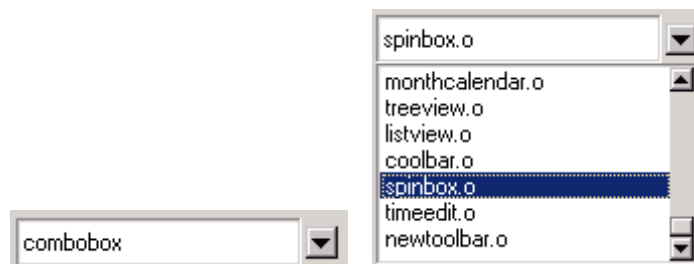 combobox
spinbox.o
monthcalendar.o
treeview.o
listview.o
coolbar.o
spinbox.o
timeedit.o
newtoolbar.o